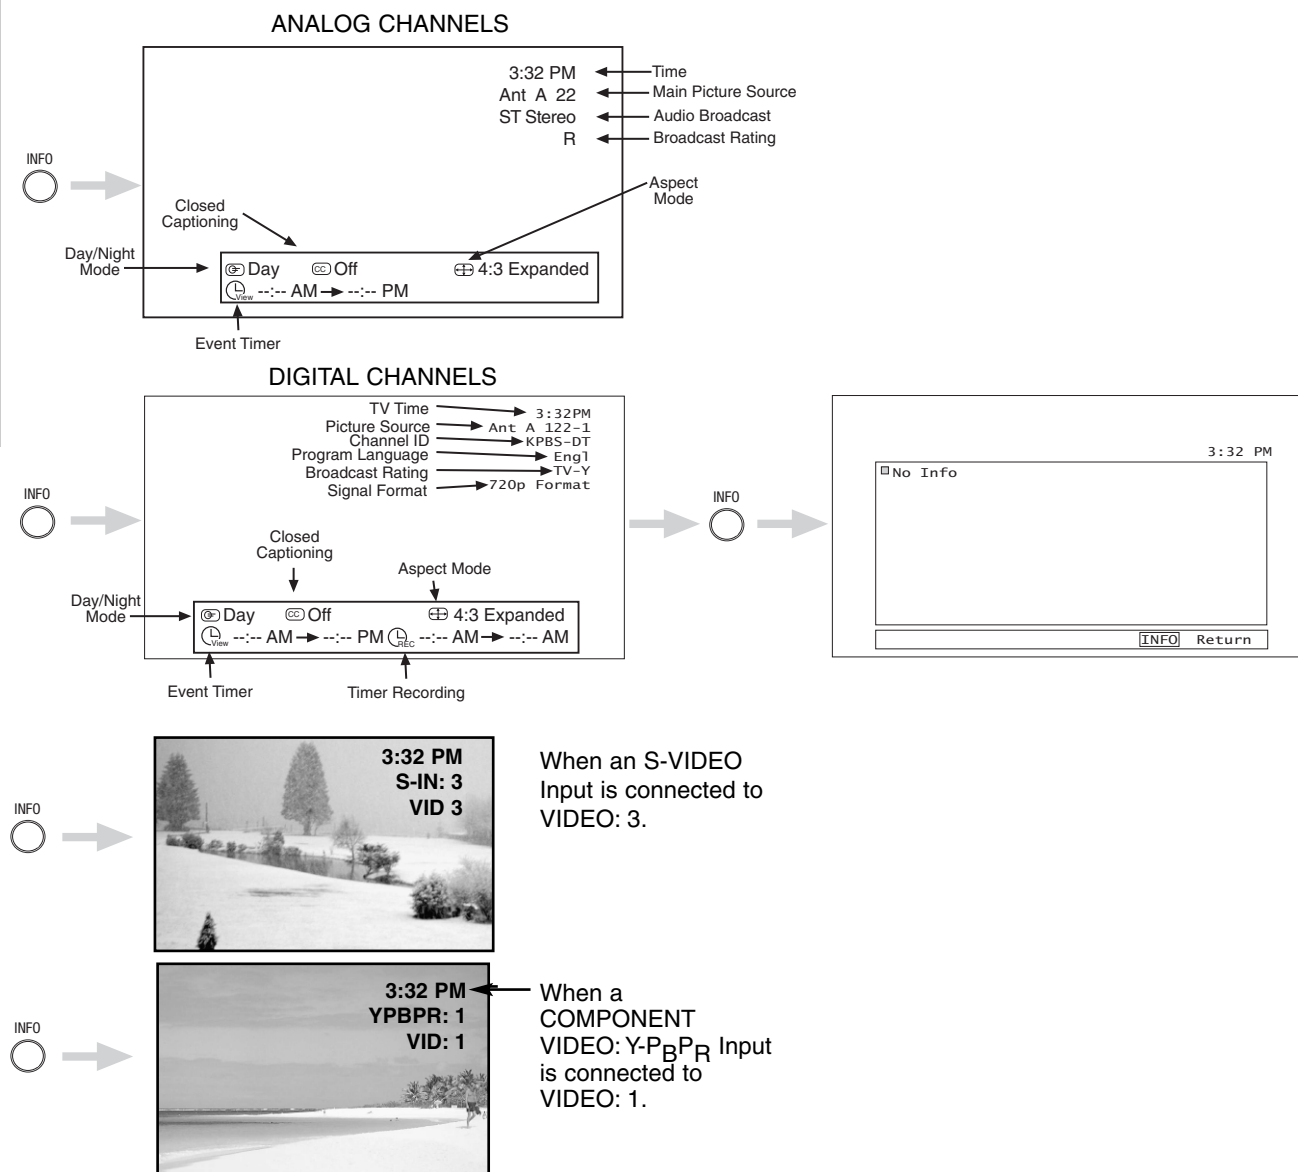 ANALOG CHANNELS
3:32 PM
Time
Ant A 22
Main Picture Source
ST Stereo
Audio Broadcast
R
Broadcast Rating
INFO
Aspect
Mode
Closed
Captioning
Day/Night
Mode
Day CC Off 4:3 Expanded
View --:-- AM --:-- PM
Event Timer
DIGITAL CHANNELS
TV Time
3:32PM
Picture Source
Ant A 122-1
Channel ID
KPBS-DT
Program Language
Engl
Broadcast Rating
TV-Y
Signal Format
720p Format
INFO
INFO
3:32 PM
No Info
INFO Return
Closed
Captioning
Aspect Mode
Day/Night
Mode
Day CC Off 4:3 Expanded
View --:-- AM --:-- PM REC --:-- AM --:-- AM
Event Timer
Timer Recording
INFO
3:32 PM
S-IN: 3
VID 3
When an S-VIDEO
Input is connected to
VIDEO: 3.
INFO
3:32 PM
YPBPR: 1
VID: 1
When a
COMPONENT
VIDEO: Y-PBPR Input
is connected to
VIDEO: 1.